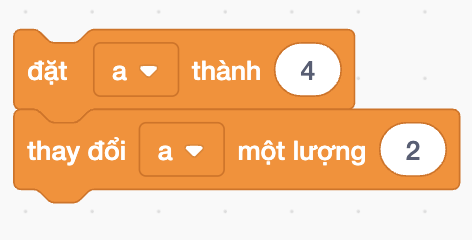 đặt a thành 4
thay đổi a một lượng 2